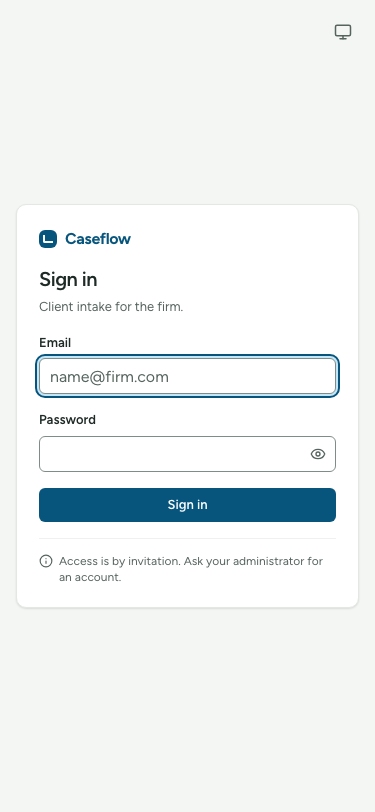 Caseflow
Sign in
Client intake for the firm.
Email
name@firm.com
Password
Sign in
Access is by invitation. Ask your administrator for
an account.